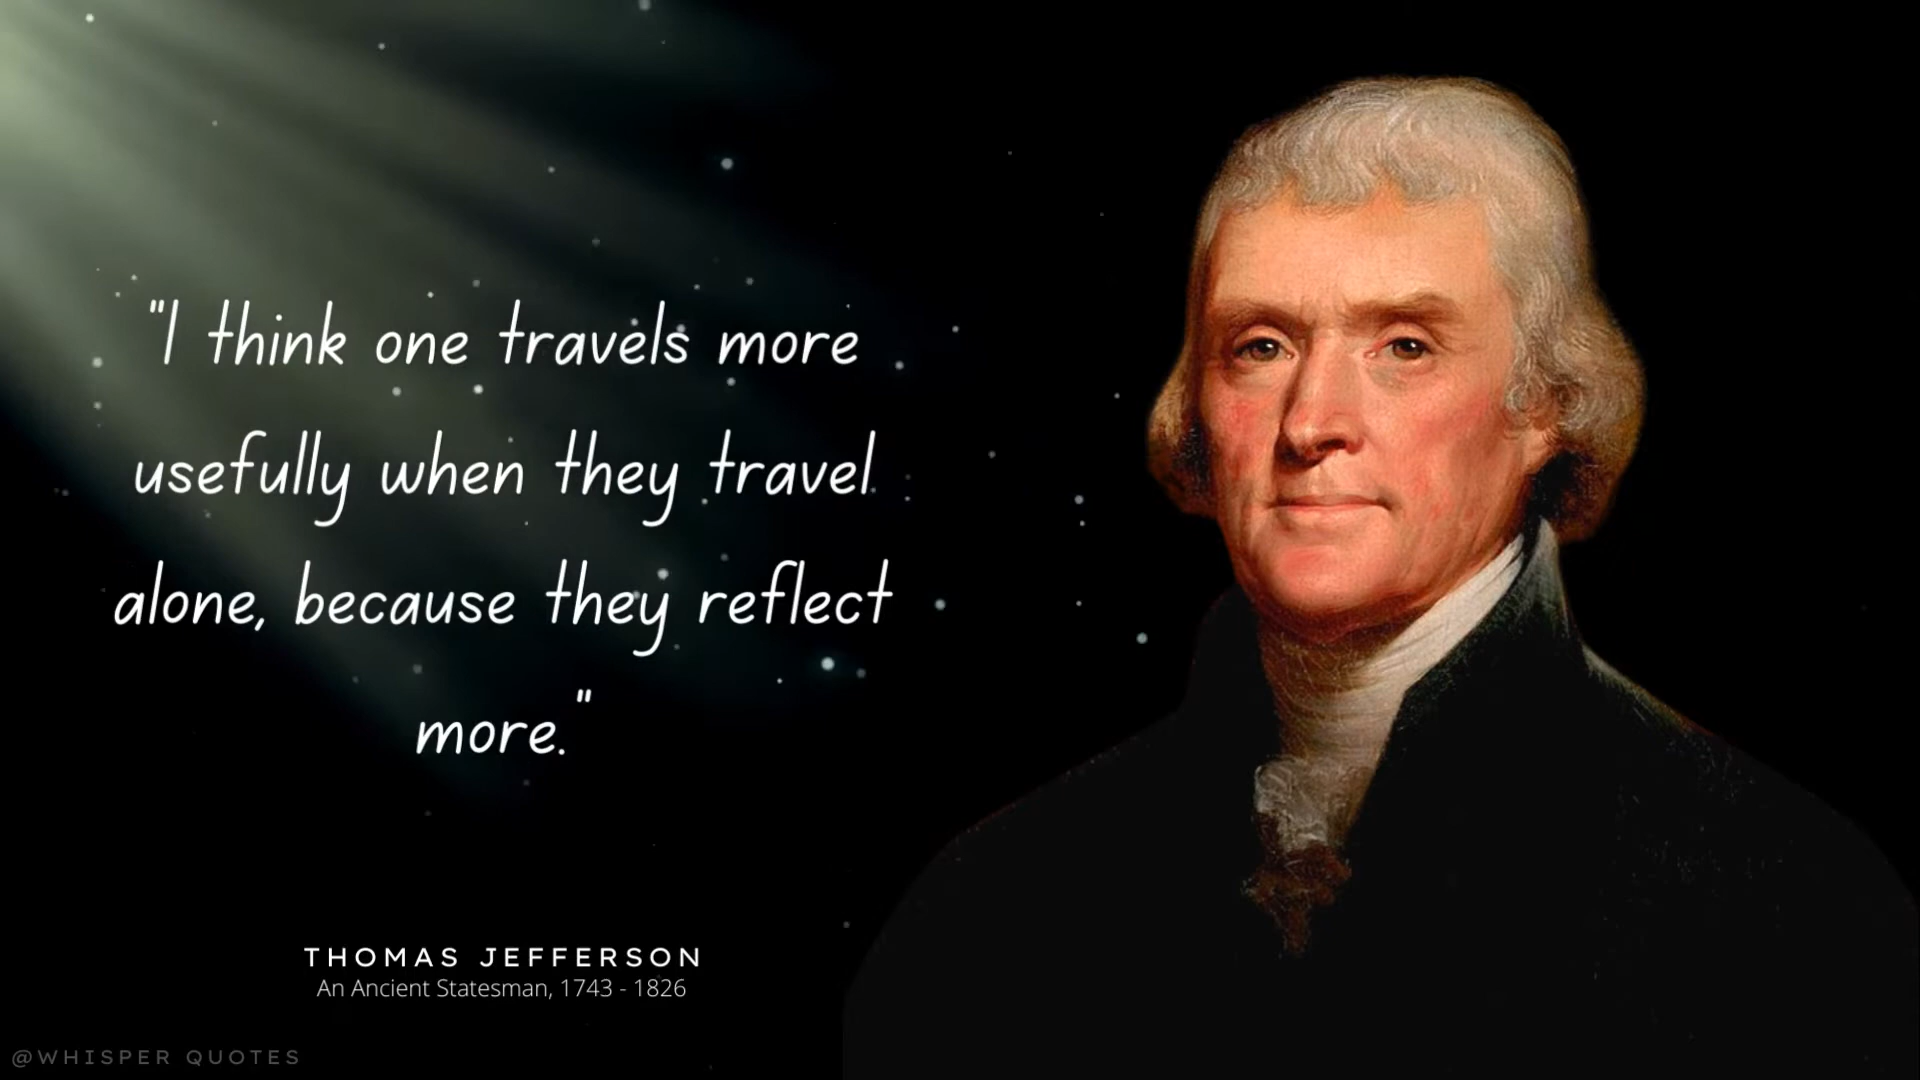 "I think one travels more
usefully when they travel
alone, because they reflect
more."
THOMAS JEFFERSON
An Ancient Statesman, 1743 - 1826
@WHISPER QUOTES